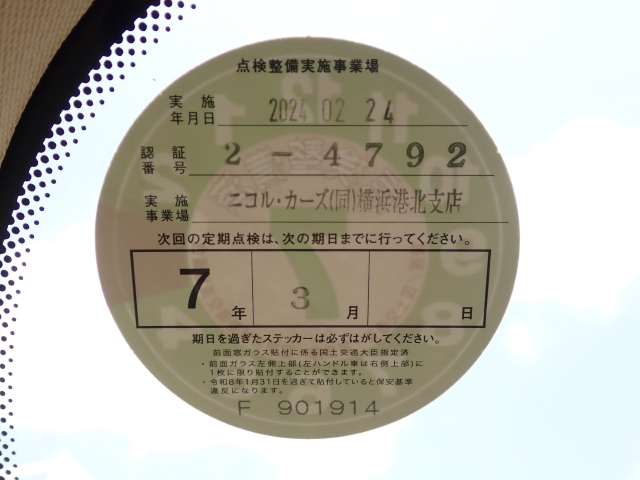 点検整備実施事業場
実施年月日 2024 02 24
認証番号 2-4792
実施事業場 ニコル・カーズ(同)横浜港北支店
次回の定期点検は、次の期日までに行ってください。
7年 3月 日
期日を過ぎたステッカーは必ずはがしてください。
前面窓ガラス貼付に係る国土交通大臣指定済
・前面ガラス左側上部(左ハンドル車は右側上部)に
1枚に限り貼付することができます。
・令和8年1月31日を過ぎて貼付していると保安基準
違反になります。
F 901914